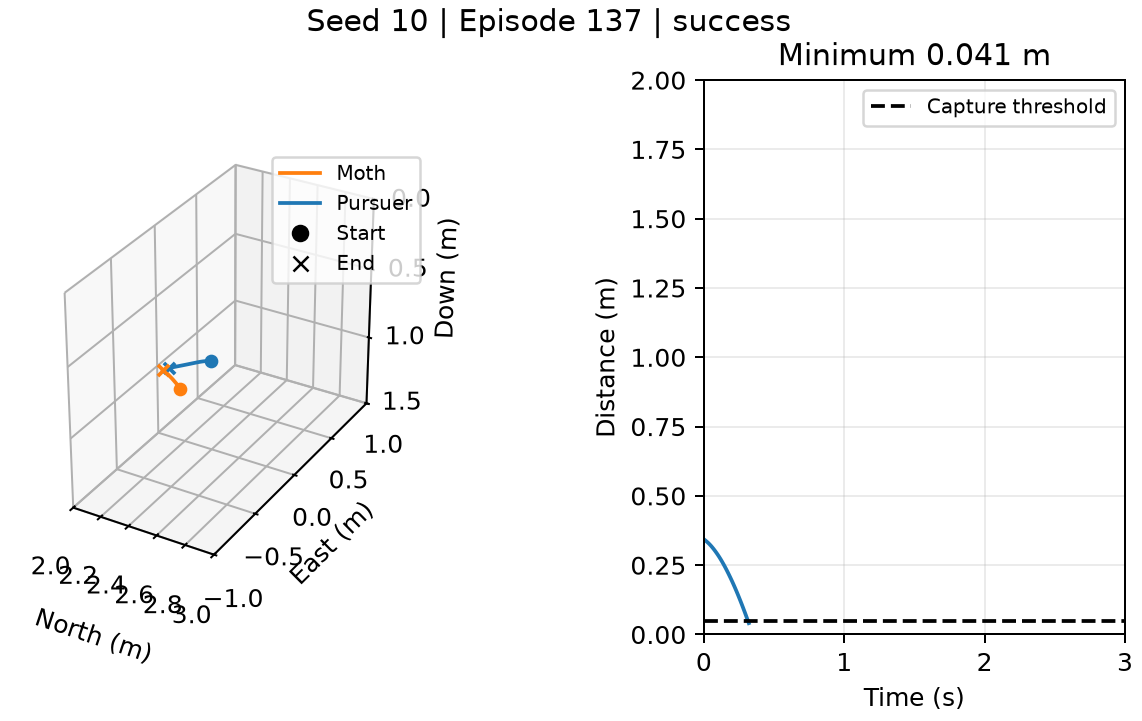 Seed 10 | Episode 137 | success
Moth
Pursuer
Start
End
0.0
0.5
1.0
1.5
Down (m)
1.0
0.5
0.0
−0.5
−1.0
East (m)
2.0
2.2
2.4
2.6
2.8
3.0
North (m)
Minimum 0.041 m
Capture threshold
2.00
1.75
1.50
1.25
1.00
0.75
0.50
0.25
0.00
Distance (m)
0
1
2
3
Time (s)